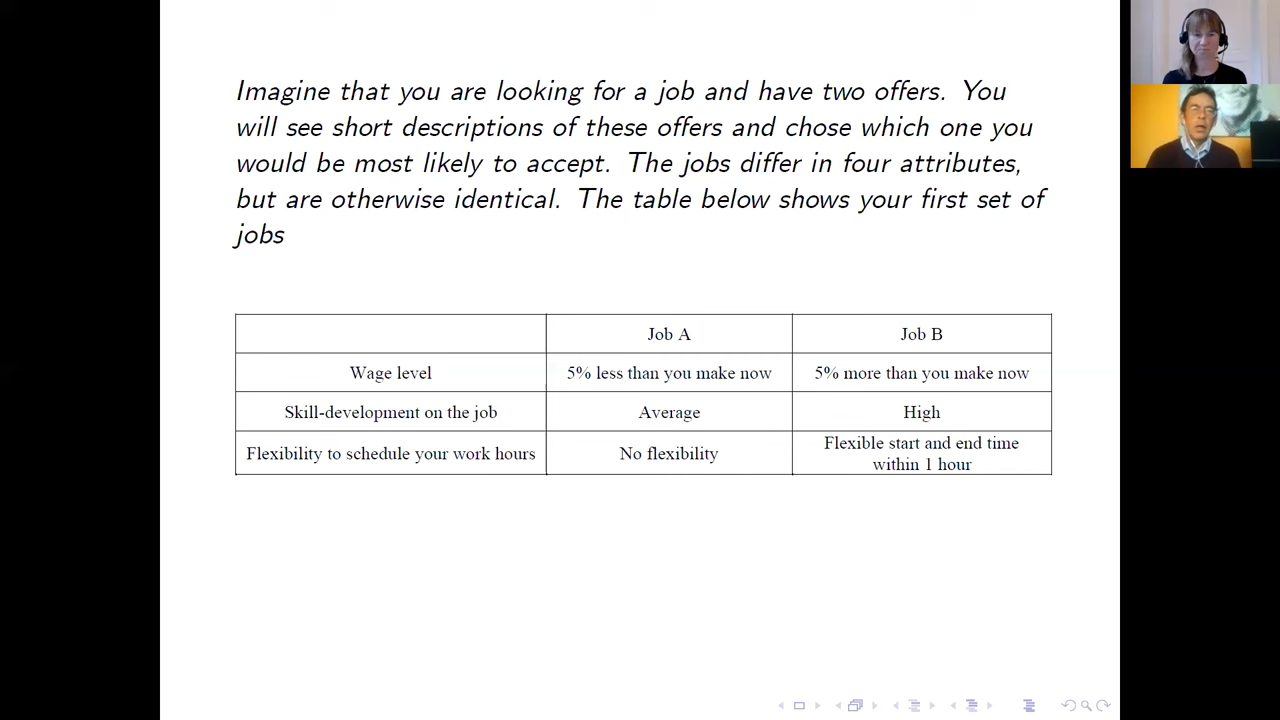 Imagine that you are looking for a job and have two offers. You
will see short descriptions of these offers and chose which one you
would be most likely to accept. The jobs differ in four attributes,
but are otherwise identical. The table below shows your first set of
jobs
Job A Job B
Wage level 5% less than you make now 5% more than you make now
Skill-development on the job Average High
Flexibility to schedule your work hours No flexibility Flexible start and end time
within 1 hour